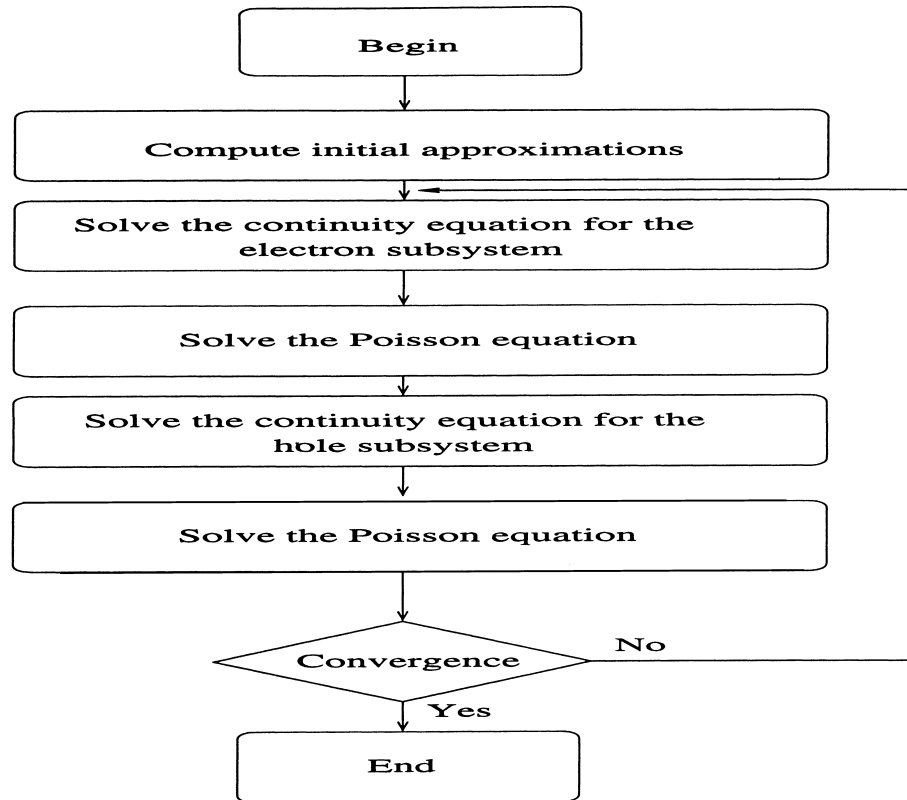 Begin
Compute initial approximations
Solve the continuity equation for the
electron subsystem
Solve the Poisson equation
Solve the continuity equation for the
hole subsystem
Solve the Poisson equation
Convergence
No
Yes
End